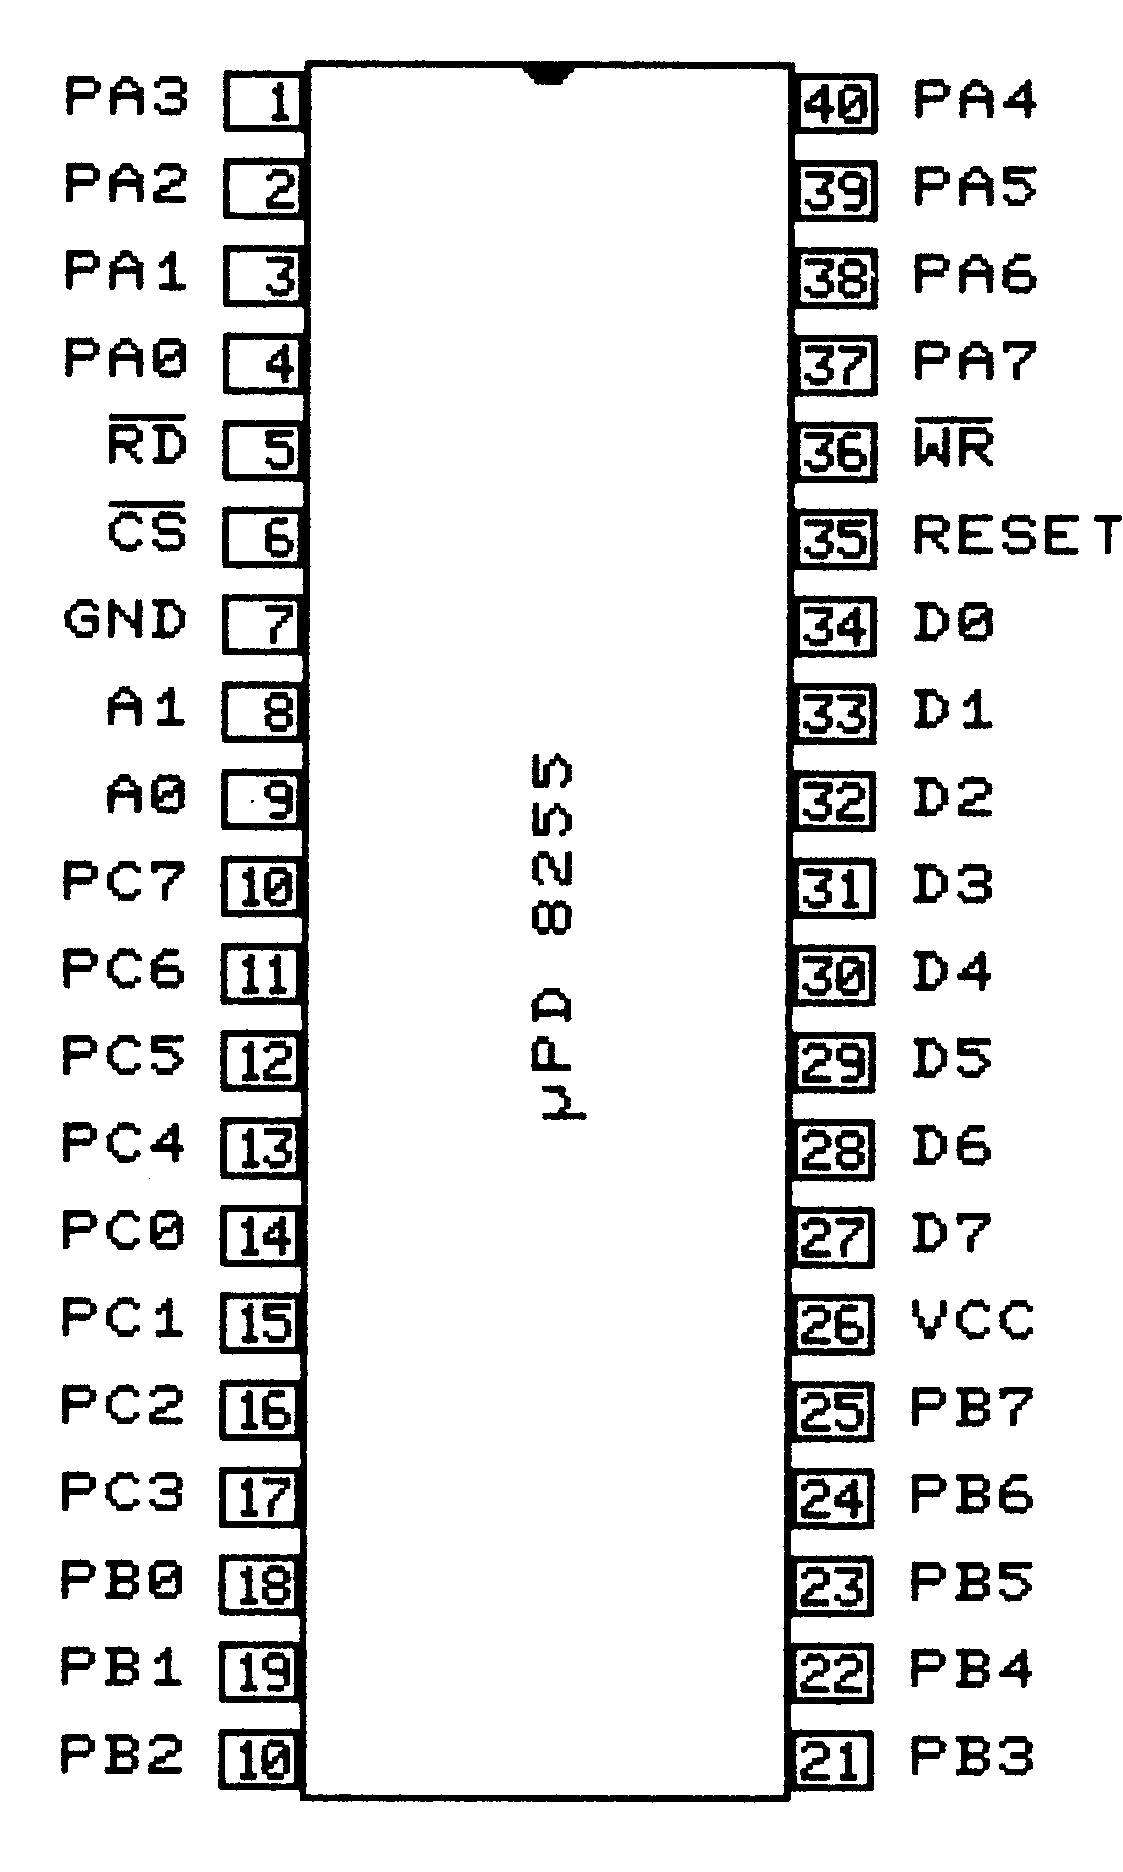 PA3 1 40 PA4
PA2 2 39 PA5
PA1 3 38 PA6
PA0 4 37 PA7
R̅D̅ 5 36 W̅R̅
C̅S̅ 6 35 RESET
GND 7 34 D0
A1 8 33 D1
A0 9 32 D2
PC7 10 31 D3
PC6 11 30 D4
PC5 12 29 D5
PC4 13 28 D6
PC0 14 27 D7
PC1 15 26 VCC
PC2 16 25 PB7
PC3 17 24 PB6
PB0 18 23 PB5
PB1 19 22 PB4
PB2 10 21 PB3
µPD 8255